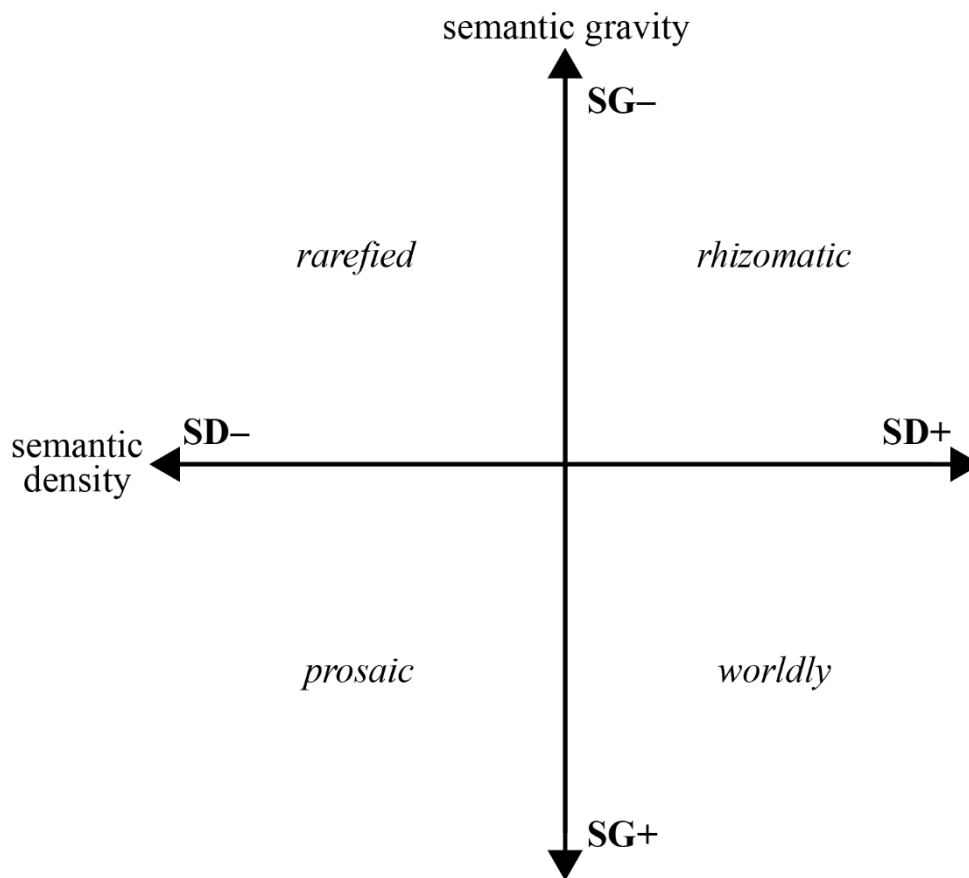 semantic gravity
SG–
rarefied
rhizomatic
SD–
SD+
semantic
density
prosaic
worldly
SG+